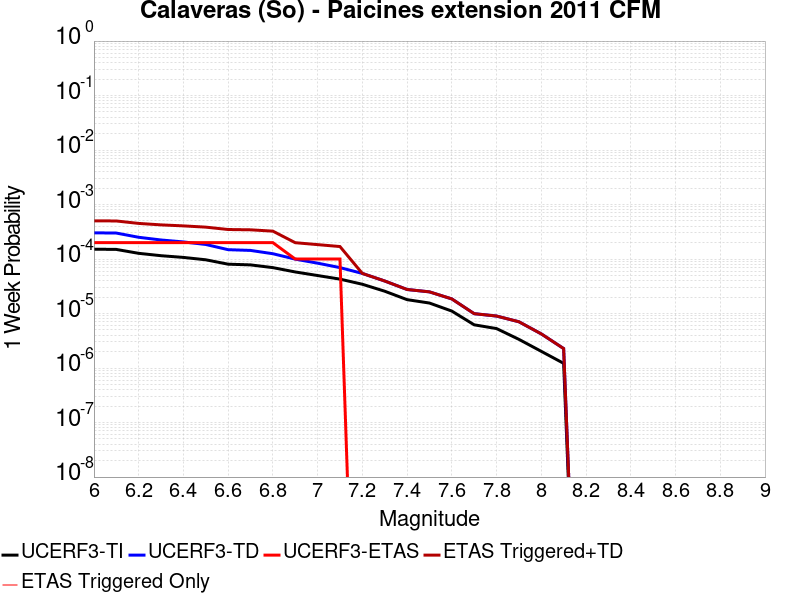 Calaveras (So) - Paicines extension 2011 CFM
10^0
10^-1
10^-2
10^-3
10^-4
10^-5
10^-6
10^-7
10^-8
1 Week Probability
6 6.2 6.4 6.6 6.8 7 7.2 7.4 7.6 7.8 8 8.2 8.4 8.6 8.8 9
Magnitude
UCERF3-TI UCERF3-TD UCERF3-ETAS ETAS Triggered+TD
ETAS Triggered Only